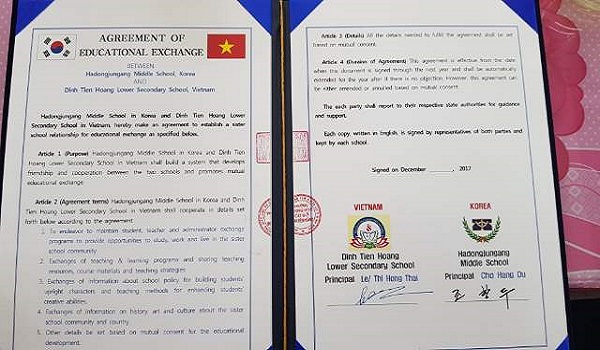 AGREEMENT OF
EDUCATIONAL EXCHANGE
BETWEEN
Hadongjungang Middle School, Korea
AND
Dinh Tien Hoang Lower Secondary School, Vietnam
Hadongjungang Middle School in Korea and Dinh Tien Hoang Lower
Secondary School in Vietnam, hereby make an agreement to establish a sister
school relationship for educational exchange as specified below.
Article 1 (Purpose) Hadongjungang Middle School in Korea and Dinh Tien
Hoang Lower Secondary School in Vietnam shall build a system that develops
friendship and cooperation between the two schools and promotes mutual
educational exchange.
Article 2 (Agreement terms) Hadongjungang Middle School in Korea and Dinh
Tien Hoang Lower Secondary School in Vietnam shall cooperate in details set
forth below according to the agreement.
1. To endeavor to maintain student, teacher and administrator exchange
programs to provide opportunities to study, work and live in the sister
school community
2. Exchanges of teaching & learning programs and sharing teaching
resources, course materials and teaching strategies
3. Exchanges of information about school policy for building students'
upright characters and teaching methods for enhancing students'
creative abilities.
4. Exchanges of information on history, art and culture about the sister
school community and country
5. Other details be set based on mutual consent for the educational
development.
Article 3 (Details) All the details needed to fulfill the agreement shall be set
based on mutual consent.
Article 4 (Duration of Agreement) This agreement is effective from the date
when this document is signed through the next year and shall be automatically
extended for the year after if there is no objection. However, this agreement can
be either amended or annulled based on mutual consent.
The each party shall report to their respective state authorities for guidance
and support.
Each copy written in English, is signed by representatives of both parties and
kept by each school.
Signed on December ______, 2017
VIETNAM
Dinh Tien Hoang
Lower Secondary School
Principal Le/ Thi Hong Thai
KOREA
Hadongjungang
Middle School
Principal Cho Hang Du